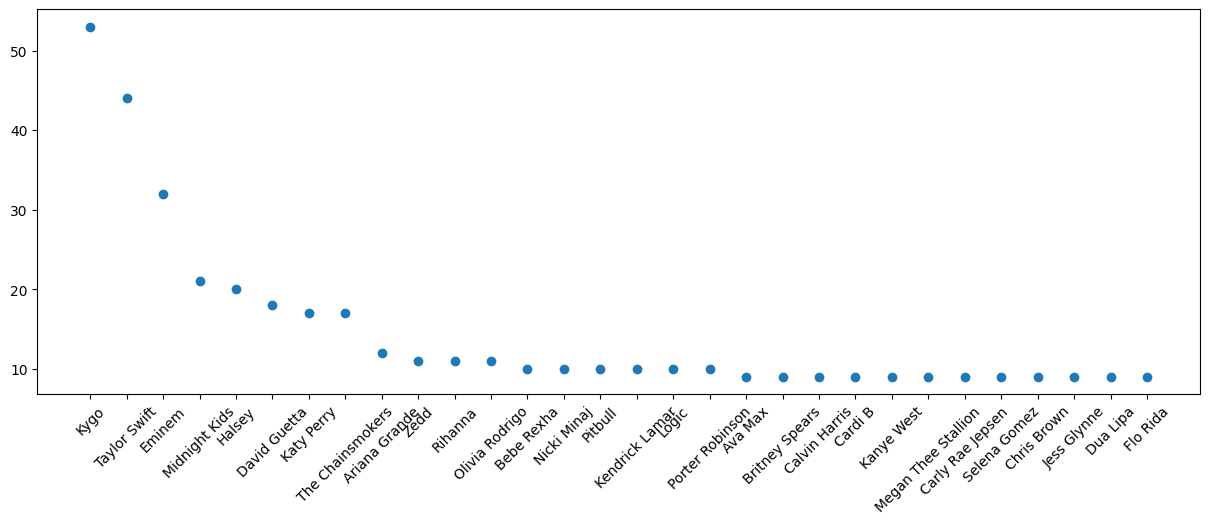 50
40
30
20
10
Kygo
Taylor Swift
Eminem
Midnight Kids
Halsey
David Guetta
Katy Perry
The Chainsmokers
Ariana Grande
Zedd
Rihanna
Olivia Rodrigo
Bebe Rexha
Nicki Minaj
Pitbull
Kendrick Lamar
Logic
Porter Robinson
Ava Max
Britney Spears
Calvin Harris
Cardi B
Kanye West
Megan Thee Stallion
Carly Rae Jepsen
Selena Gomez
Chris Brown
Jess Glynne
Dua Lipa
Flo Rida